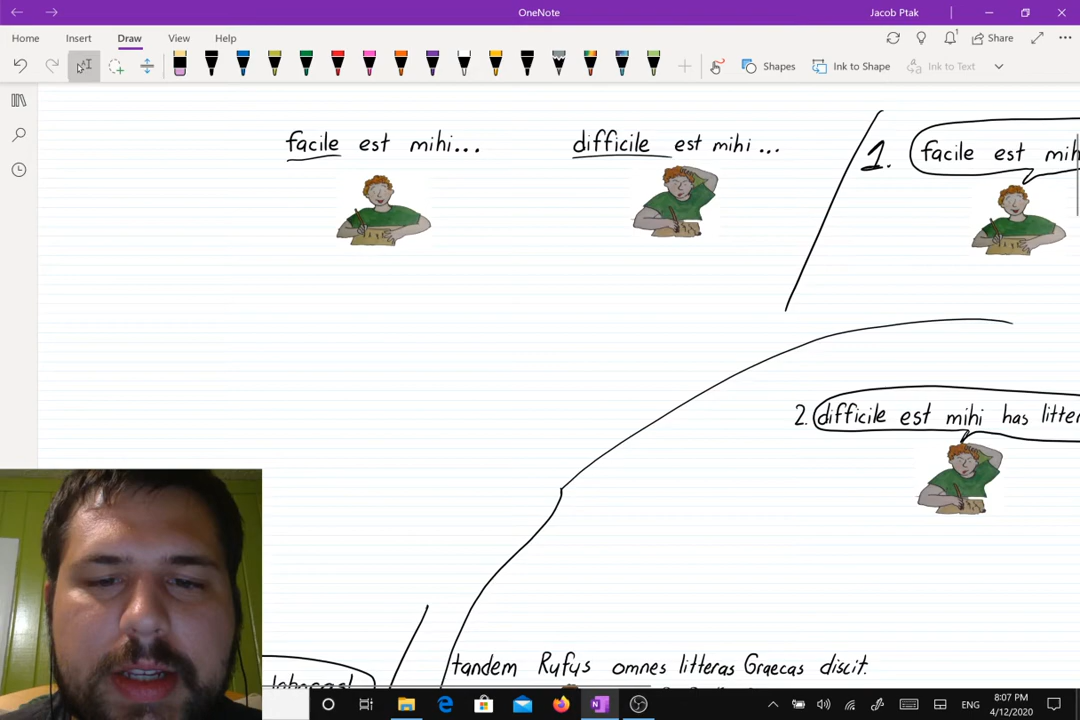 OneNote
Jacob Ptak
Home Insert Draw View Help
Share
Shapes Ink to Shape Ink to Text
facile est mihi...
difficile est mihi ...
1. facile est mih
2. difficile est mihi has litter
tandem Rufus omnes litteras Graecas discit.
ENG
8:07 PM
4/12/2020